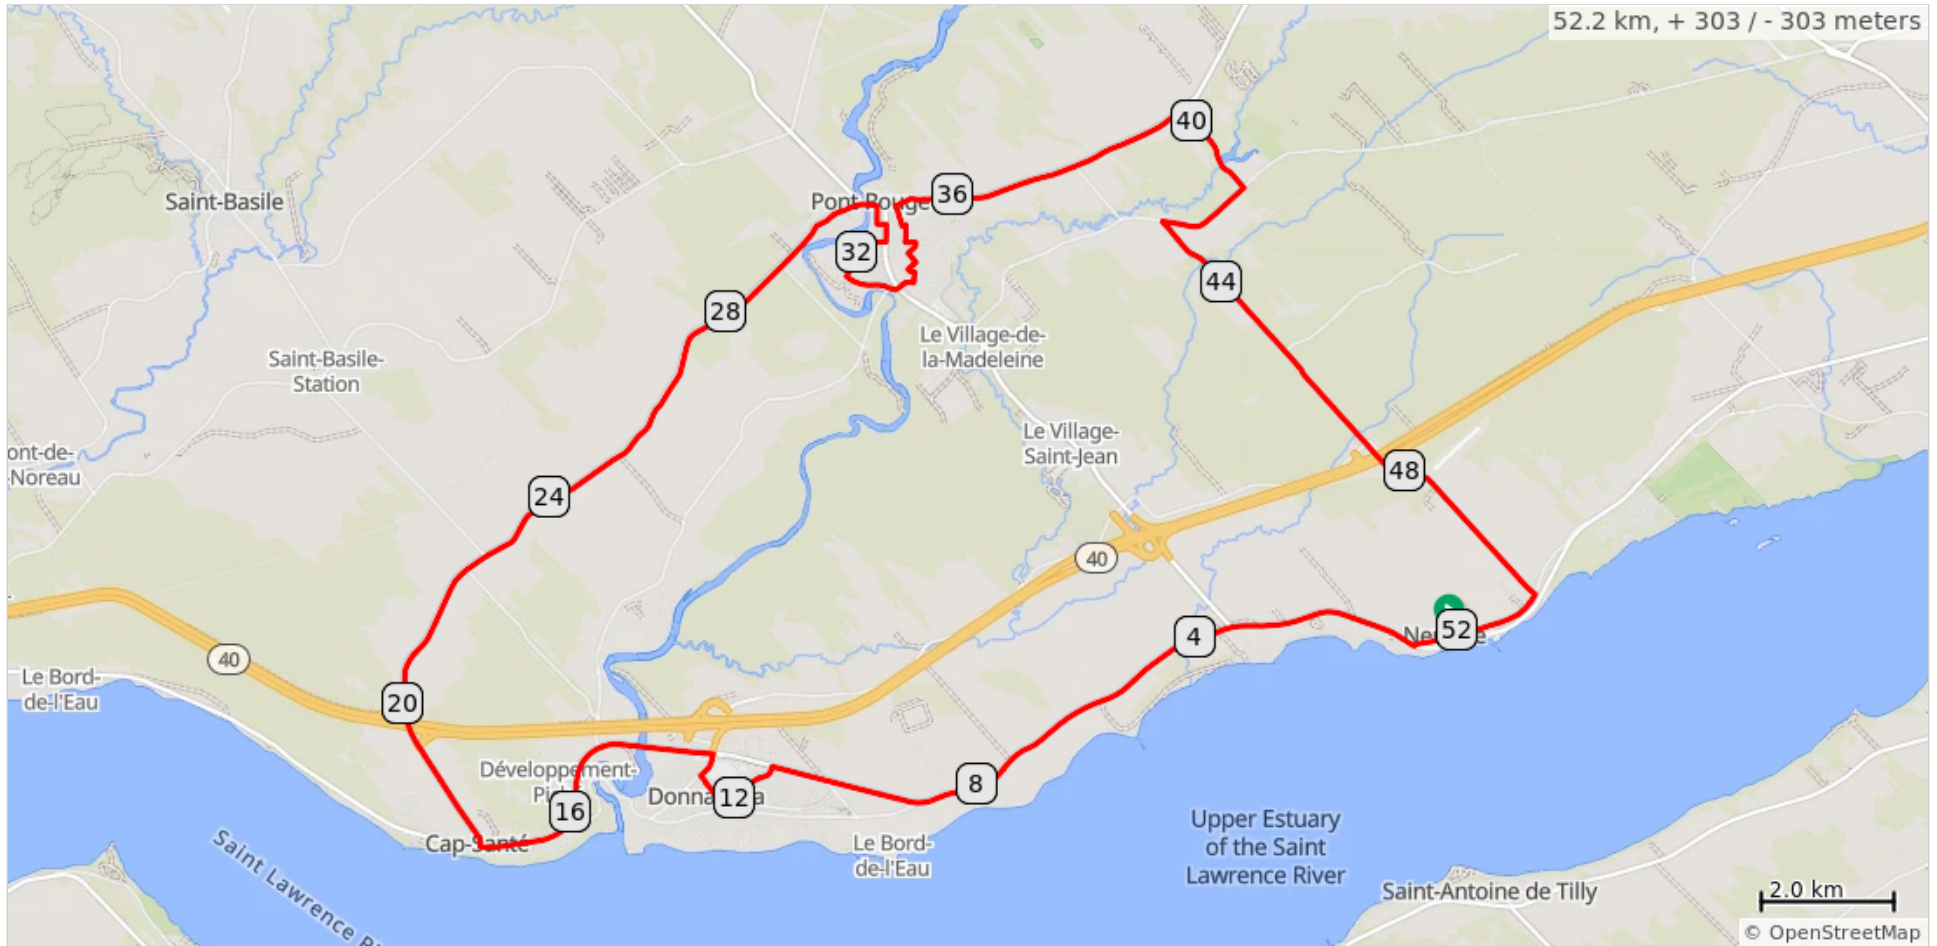 52.2 km, + 303 / - 303 meters
40
Saint-Basile
Pont Rouge
36
32
44
28
Le Village-de-
la-Madeleine
Saint-Basile-
Station
Le Village-
Saint-Jean
ont-de-
-Noreau
48
24
40
4
52
40
Le Bord-
de-l'Eau
20
Développement-
16
12
8
Cap-Santé
Le Bord-
de-l'Eau
Upper Estuary
of the Saint
Lawrence River
Saint Lawrence
Saint-Antoine de Tilly
2.0 km
© OpenStreetMap